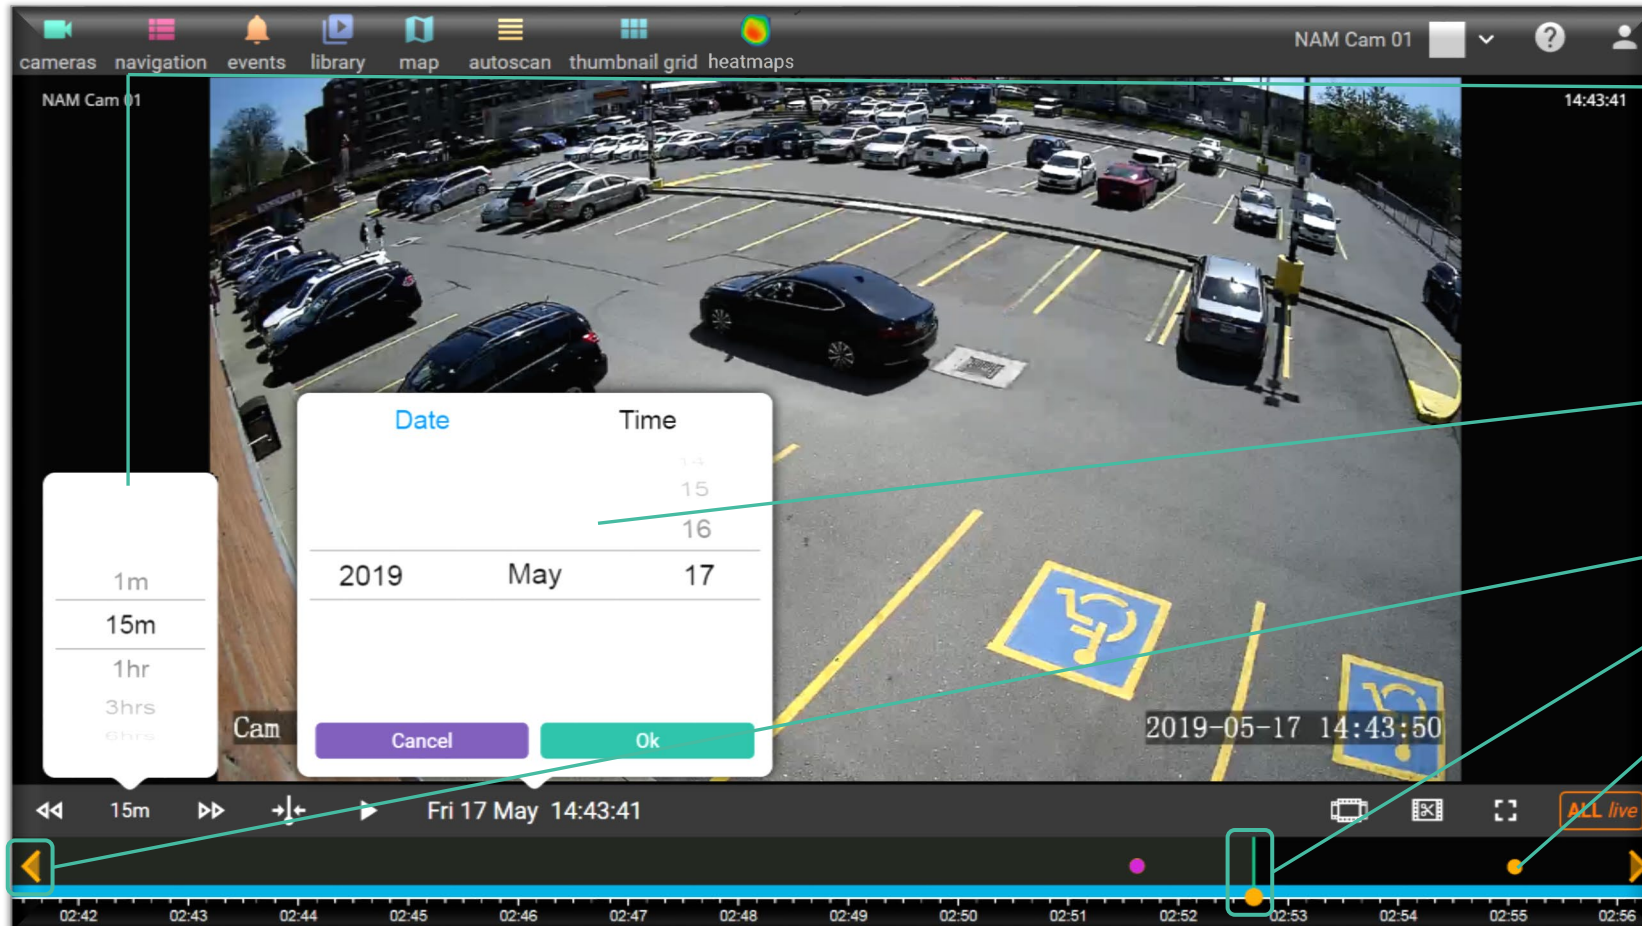 cameras navigation events library map autoscan thumbnail grid heatmaps
NAM Cam 01
NAM Cam 01
14:43:41
Date Time
14
15
16
2019 May 17
Cancel Ok
1m
15m
1hr
3hrs
6hrs
Cam
2019-05-17 14:43:50
15m
Fri 17 May 14:43:41
ALL live
02:42 02:43 02:44 02:45 02:46 02:47 02:48 02:49 02:50 02:51 02:52 02:53 02:54 02:55 02:56